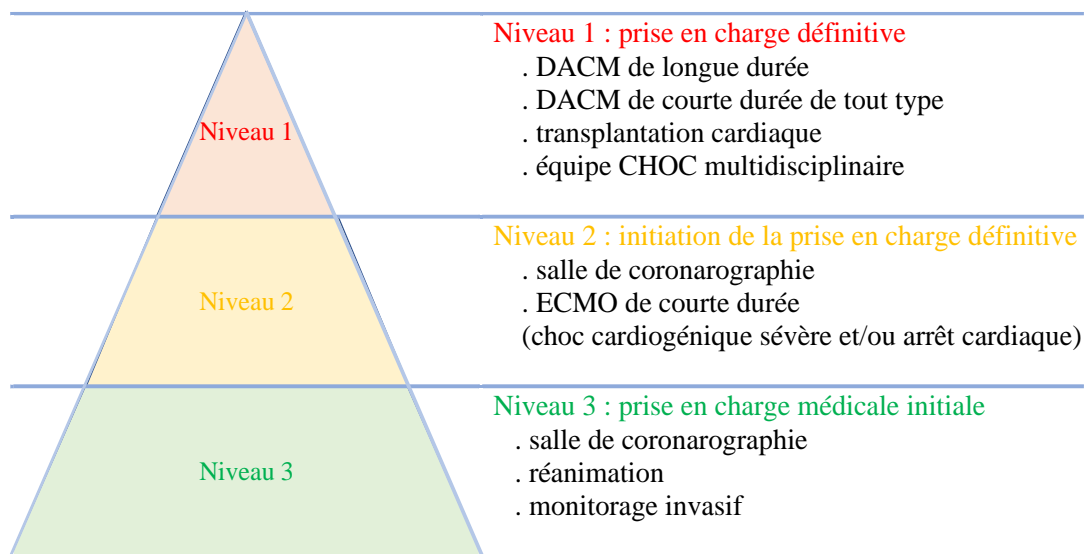 Niveau 1 : prise en charge définitive
. DACM de longue durée
. DACM de courte durée de tout type
. transplantation cardiaque
. équipe CHOC multidisciplinaire
Niveau 1
Niveau 2 : initiation de la prise en charge définitive
. salle de coronarographie
. ECMO de courte durée
(choc cardiogénique sévère et/ou arrêt cardiaque)
Niveau 2
Niveau 3 : prise en charge médicale initiale
. salle de coronarographie
. réanimation
. monitorage invasif
Niveau 3